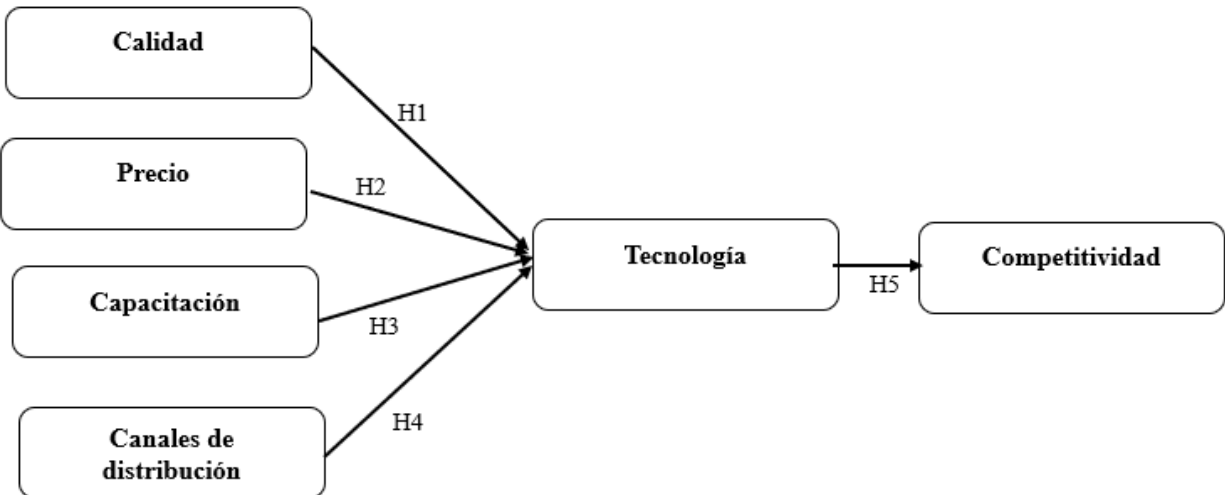 Calidad
H1
Precio
H2
Tecnología
Competitividad
H5
Capacitación
H3
H4
Canales de
distribución